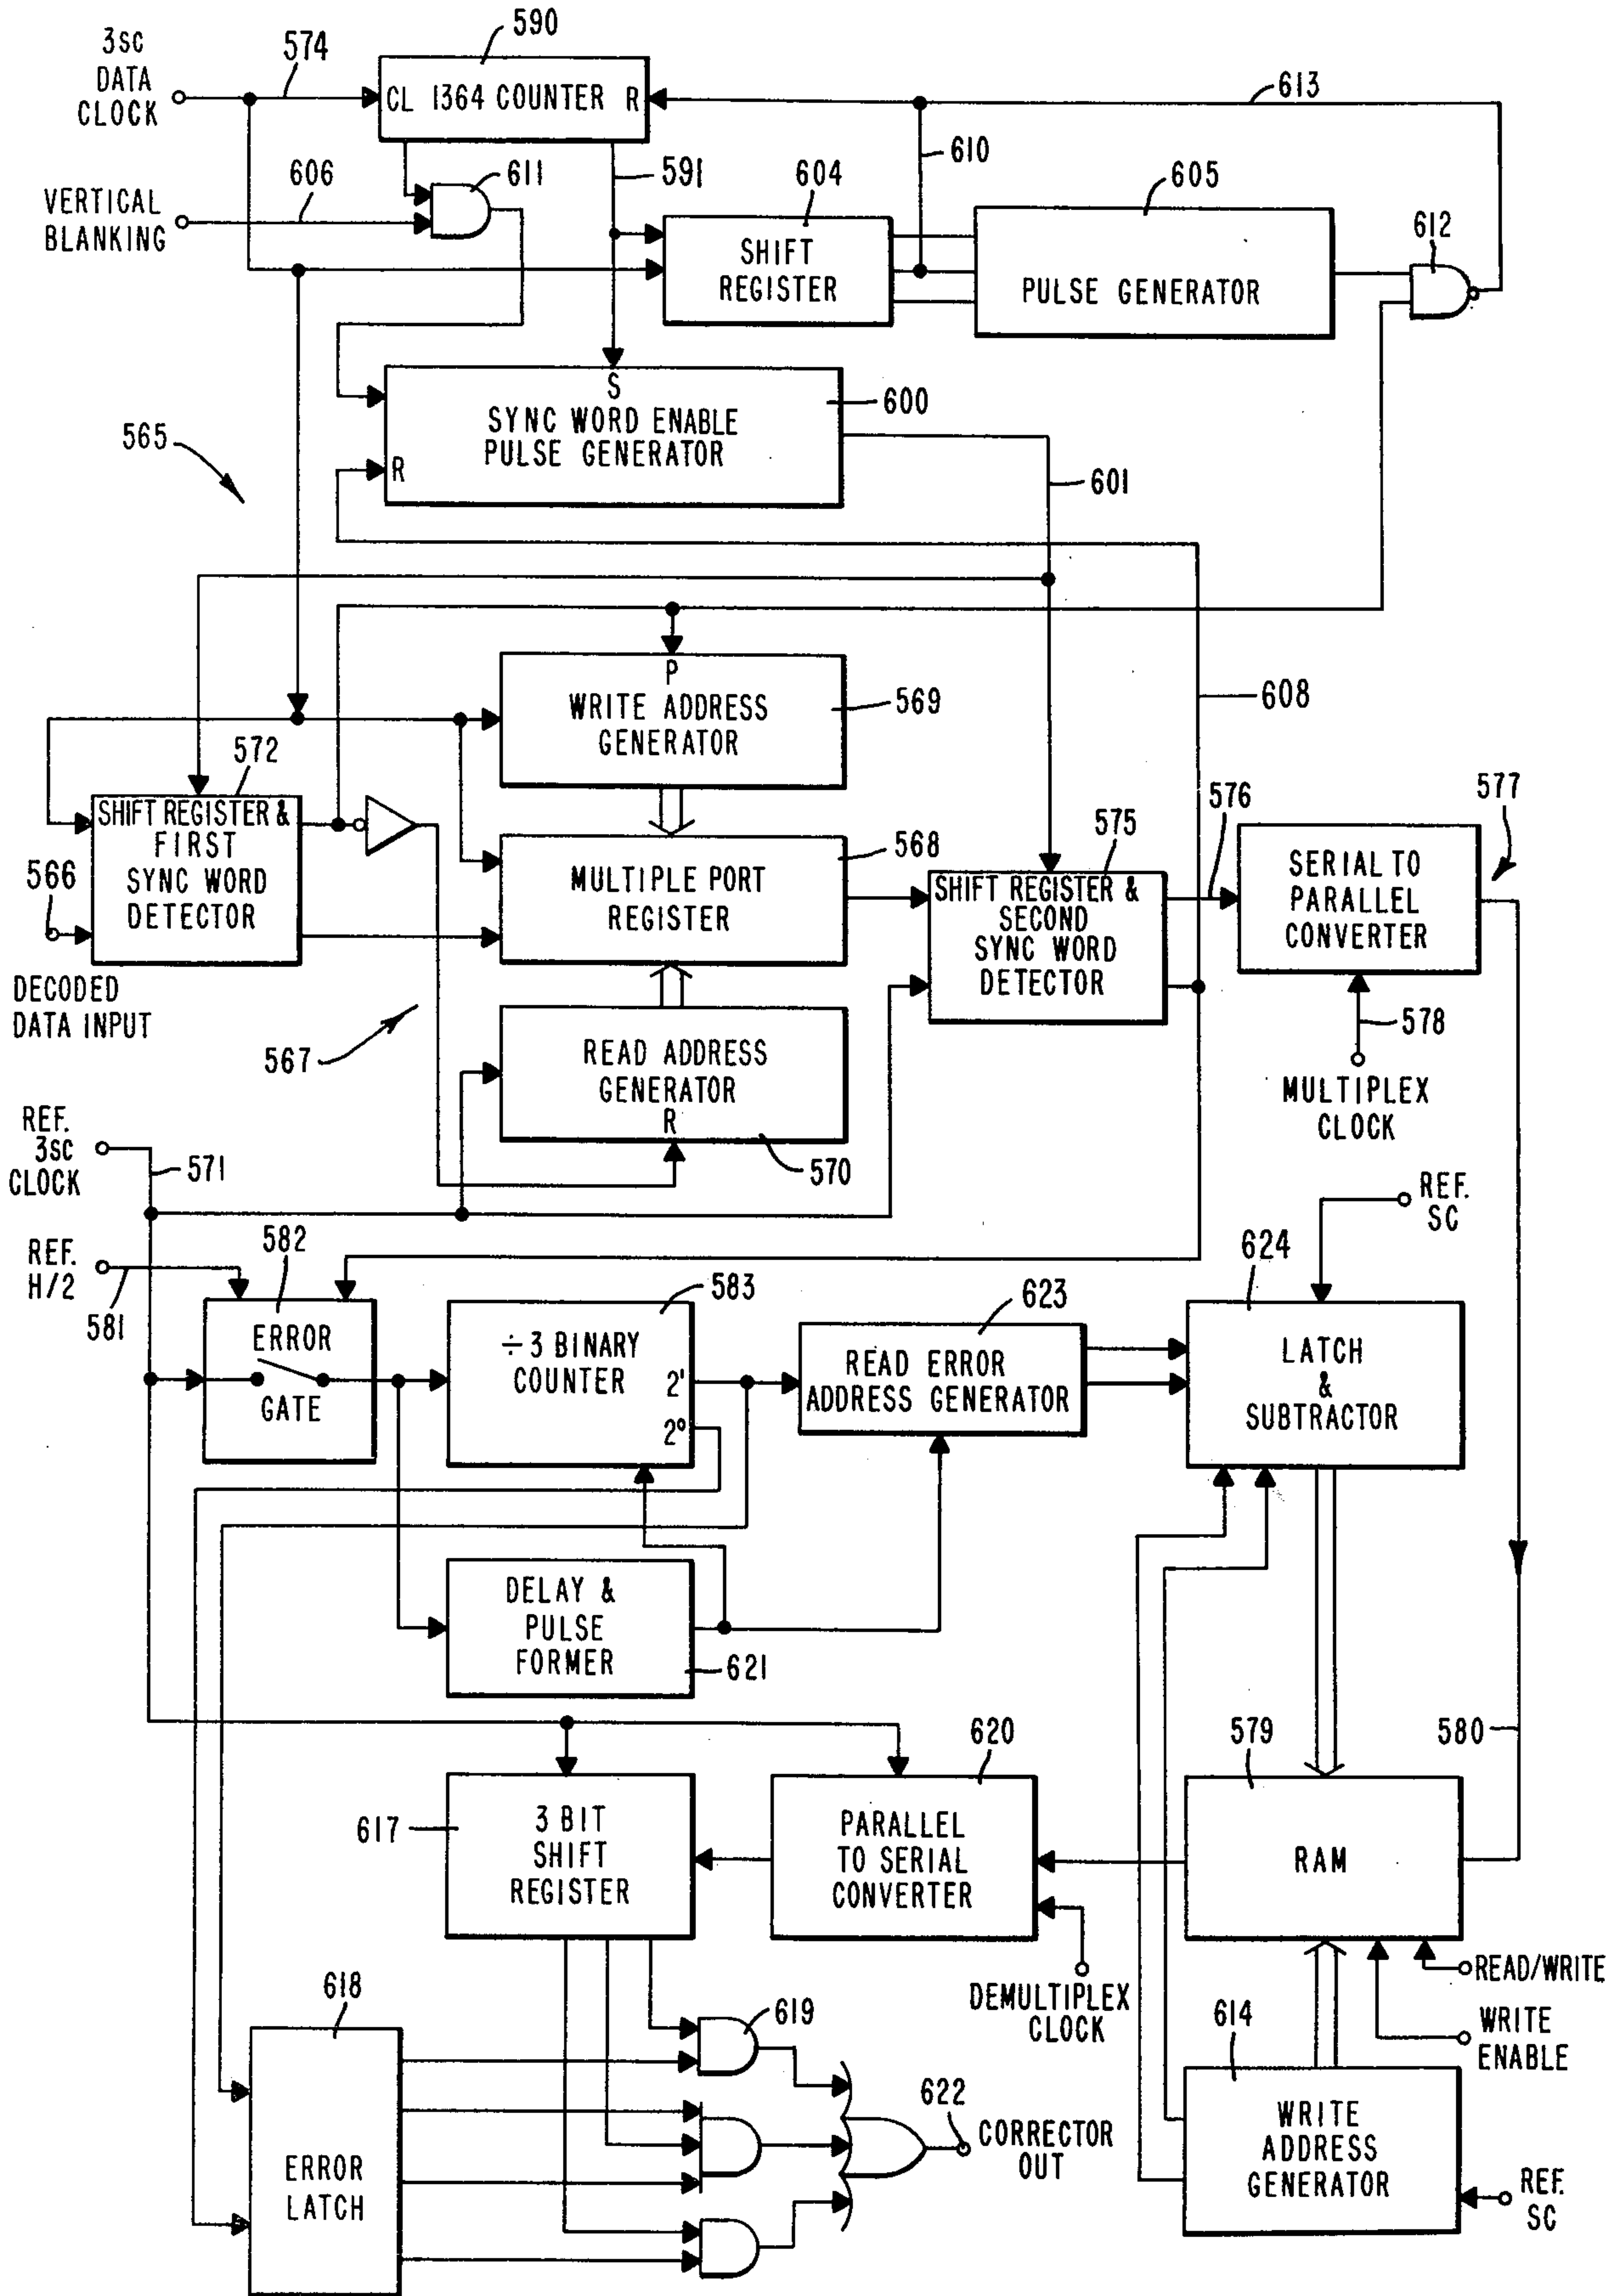 590
3sc
DATA
CLOCK
574
CL 1364 COUNTER R
613
VERTICAL
BLANKING
606
611
591
610
604
SHIFT
REGISTER
605
PULSE GENERATOR
612
S
SYNC WORD ENABLE
PULSE GENERATOR
R
600
565
601
P
WRITE ADDRESS
GENERATOR
569
608
572
SHIFT REGISTER &
FIRST
SYNC WORD
DETECTOR
566
DECODED
DATA INPUT
MULTIPLE PORT
REGISTER
568
575
SHIFT REGISTER &
SECOND
SYNC WORD
DETECTOR
576
577
SERIAL TO
PARALLEL
CONVERTER
578
MULTIPLEX
CLOCK
567
READ ADDRESS
GENERATOR
R
570
REF.
3sc
CLOCK
571
REF.
H/2
581
582
ERROR
GATE
583
÷3 BINARY
COUNTER
2'
2⁰
623
READ ERROR
ADDRESS GENERATOR
REF.
SC
624
LATCH
&
SUBTRACTOR
DELAY &
PULSE
FORMER
621
580
617
3 BIT
SHIFT
REGISTER
620
PARALLEL
TO SERIAL
CONVERTER
579
RAM
DEMULTIPLEX
CLOCK
READ/WRITE
WRITE
ENABLE
618
ERROR
LATCH
619
622
CORRECTOR
OUT
614
WRITE
ADDRESS
GENERATOR
REF.
SC